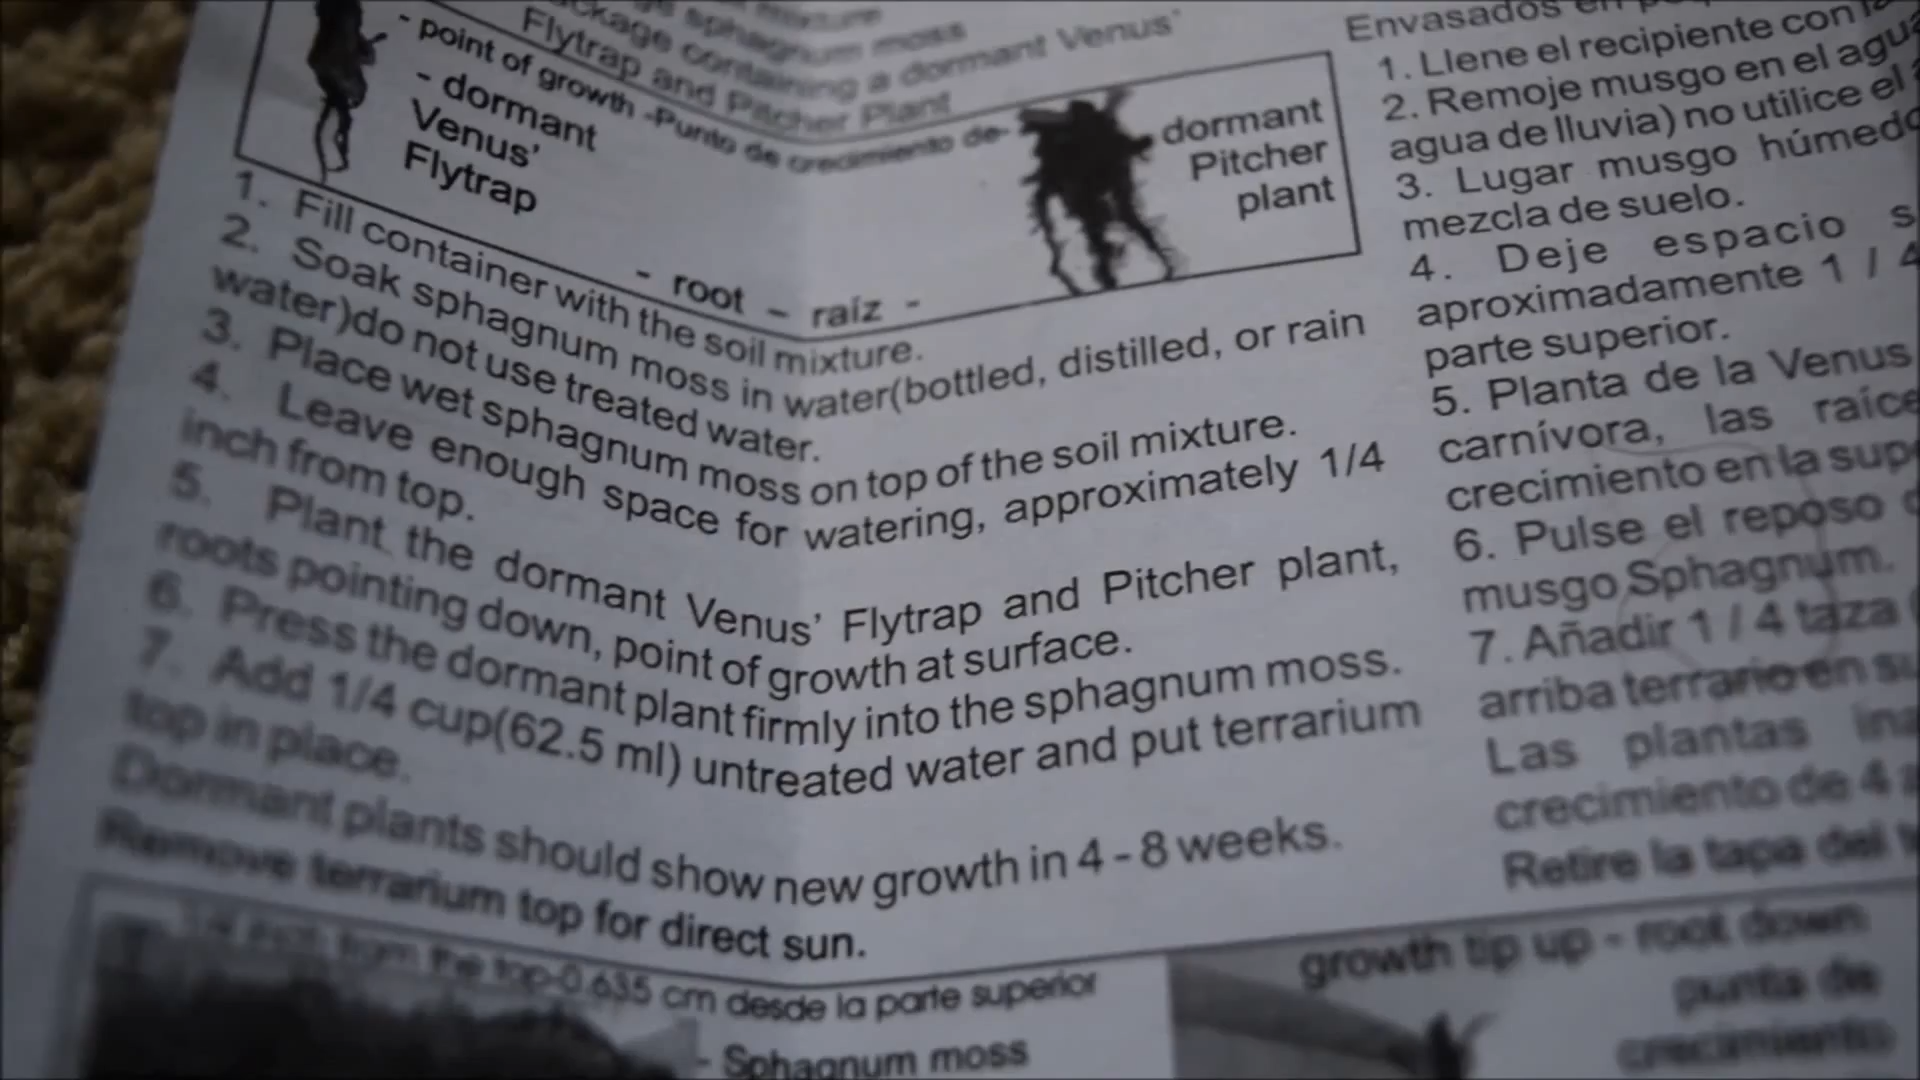 sphagnum moss
containing a dormant Venus'
Flytrap and Pitcher Plant
- point of growth -Punto de crecimiento de-
- dormant
Venus'
Flytrap
dormant
Pitcher
plant
- root - raíz -
1. Fill container with the soil mixture.
2. Soak sphagnum moss in water(bottled, distilled, or rain
water)do not use treated water.
3. Place wet sphagnum moss on top of the soil mixture.
4. Leave enough space for watering, approximately 1/4
inch from top.
5. Plant the dormant Venus' Flytrap and Pitcher plant,
roots pointing down, point of growth at surface.
6. Press the dormant plant firmly into the sphagnum moss.
7. Add 1/4 cup(62.5 ml) untreated water and put terrarium
top in place.
Dormant plants should show new growth in 4 - 8 weeks.
Remove terrarium top for direct sun.
Envasados en
1. Llene el recipiente con
2. Remoje musgo en el
agua de lluvia) no utilice el
3. Lugar musgo
mezcla de suelo.
4. Deje espacio
aproximadamente 1 / 4
parte superior.
5. Planta de la Venus
carnívora, las
crecimiento en la
6. Pulse el reposo
musgo Sphagnum.
7. Añadir 1 / 4 taza
arriba terrario en
Las plantas
crecimiento de 4
Retire la tapa del
inch from the top-0.635 cm desde la parte superior
- Sphagnum moss
growth tip up - root down
punta de
crecimiento